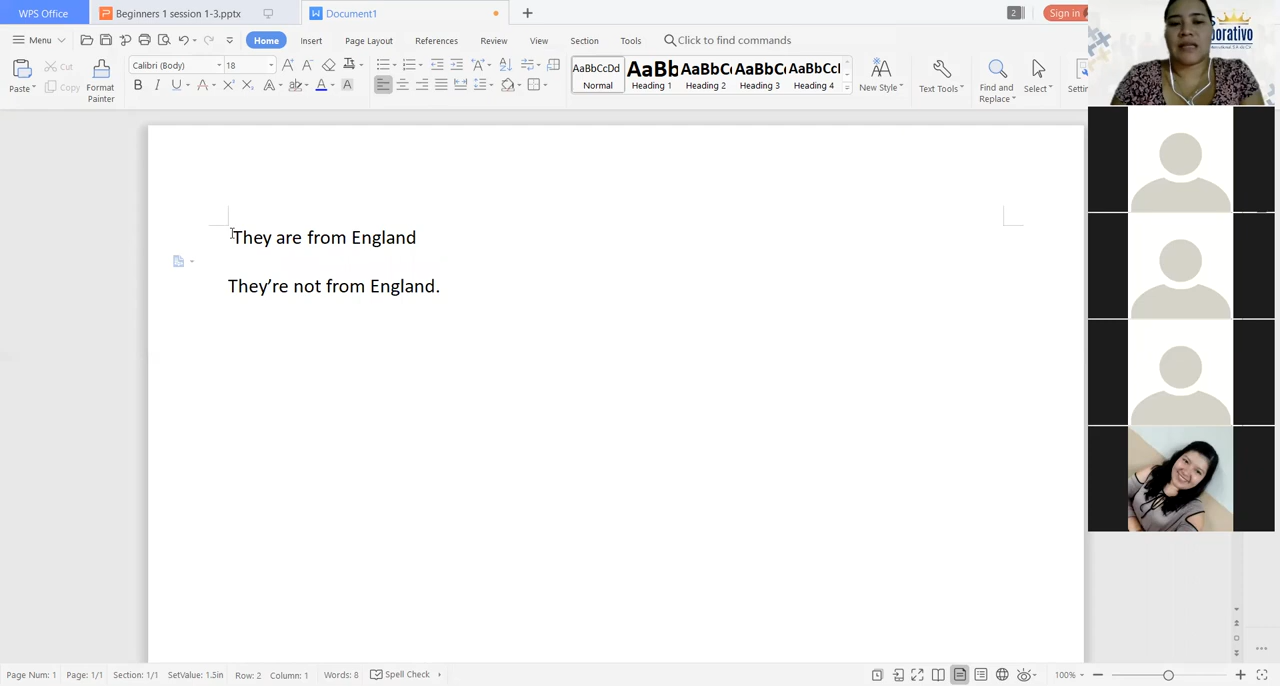 WPS Office
Beginners 1 session 1-3.pptx
Document1
2
Sign in
Menu
Home
Insert
Page Layout
References
Review
View
Section
Tools
Click to find commands
Paste
Cut
Copy
Format Painter
Calibri (Body)
18
AaBbCcDd
Normal
AaBb
Heading 1
AaBbC
Heading 2
AaBbC
Heading 3
AaBbCcl
Heading 4
New Style
Text Tools
Find and Replace
Select
They are from England
They're not from England.
Page Num: 1
Page: 1/1
Section: 1/1
SetValue: 1.3in
Row: 2
Column: 1
Words: 8
Spell Check
100%